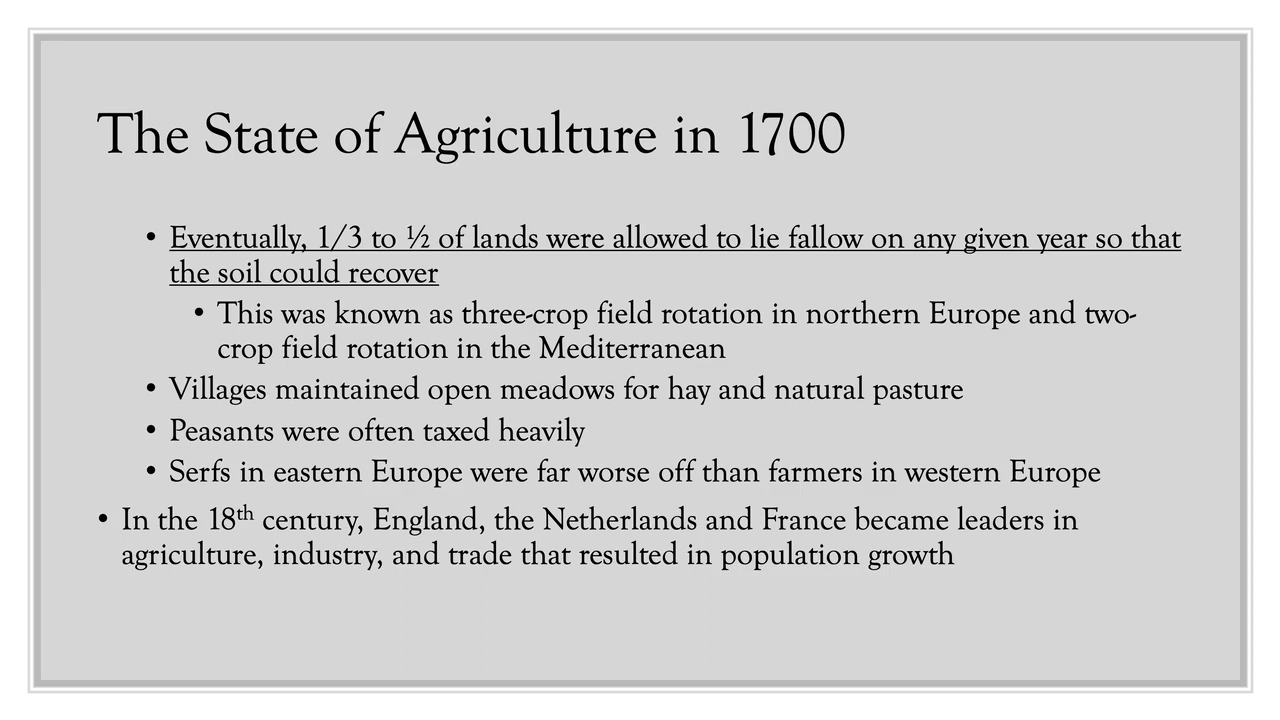 The State of Agriculture in 1700
• Eventually, 1/3 to ½ of lands were allowed to lie fallow on any given year so that
the soil could recover
• This was known as three-crop field rotation in northern Europe and two-
crop field rotation in the Mediterranean
• Villages maintained open meadows for hay and natural pasture
• Peasants were often taxed heavily
• Serfs in eastern Europe were far worse off than farmers in western Europe
• In the 18th century, England, the Netherlands and France became leaders in
agriculture, industry, and trade that resulted in population growth